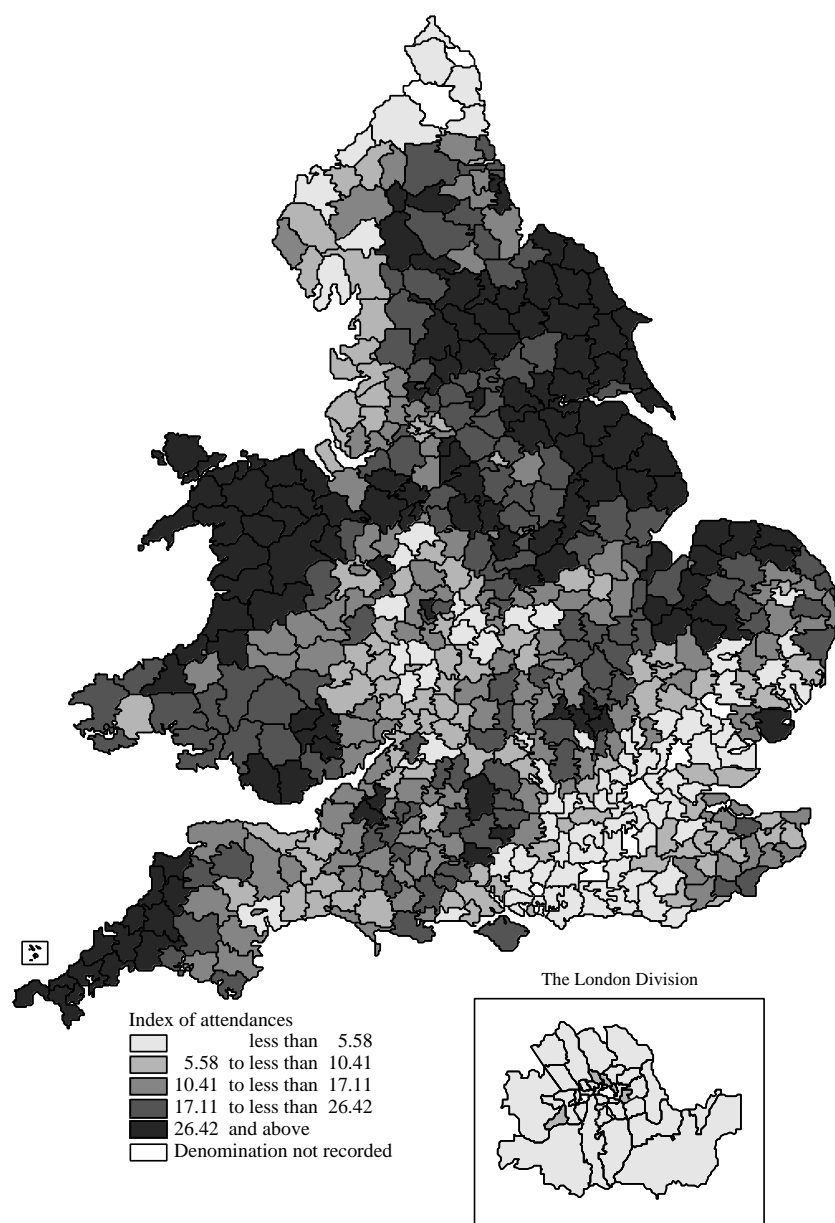 The London Division
Index of attendances
less than 5.58
5.58 to less than 10.41
10.41 to less than 17.11
17.11 to less than 26.42
26.42 and above
Denomination not recorded